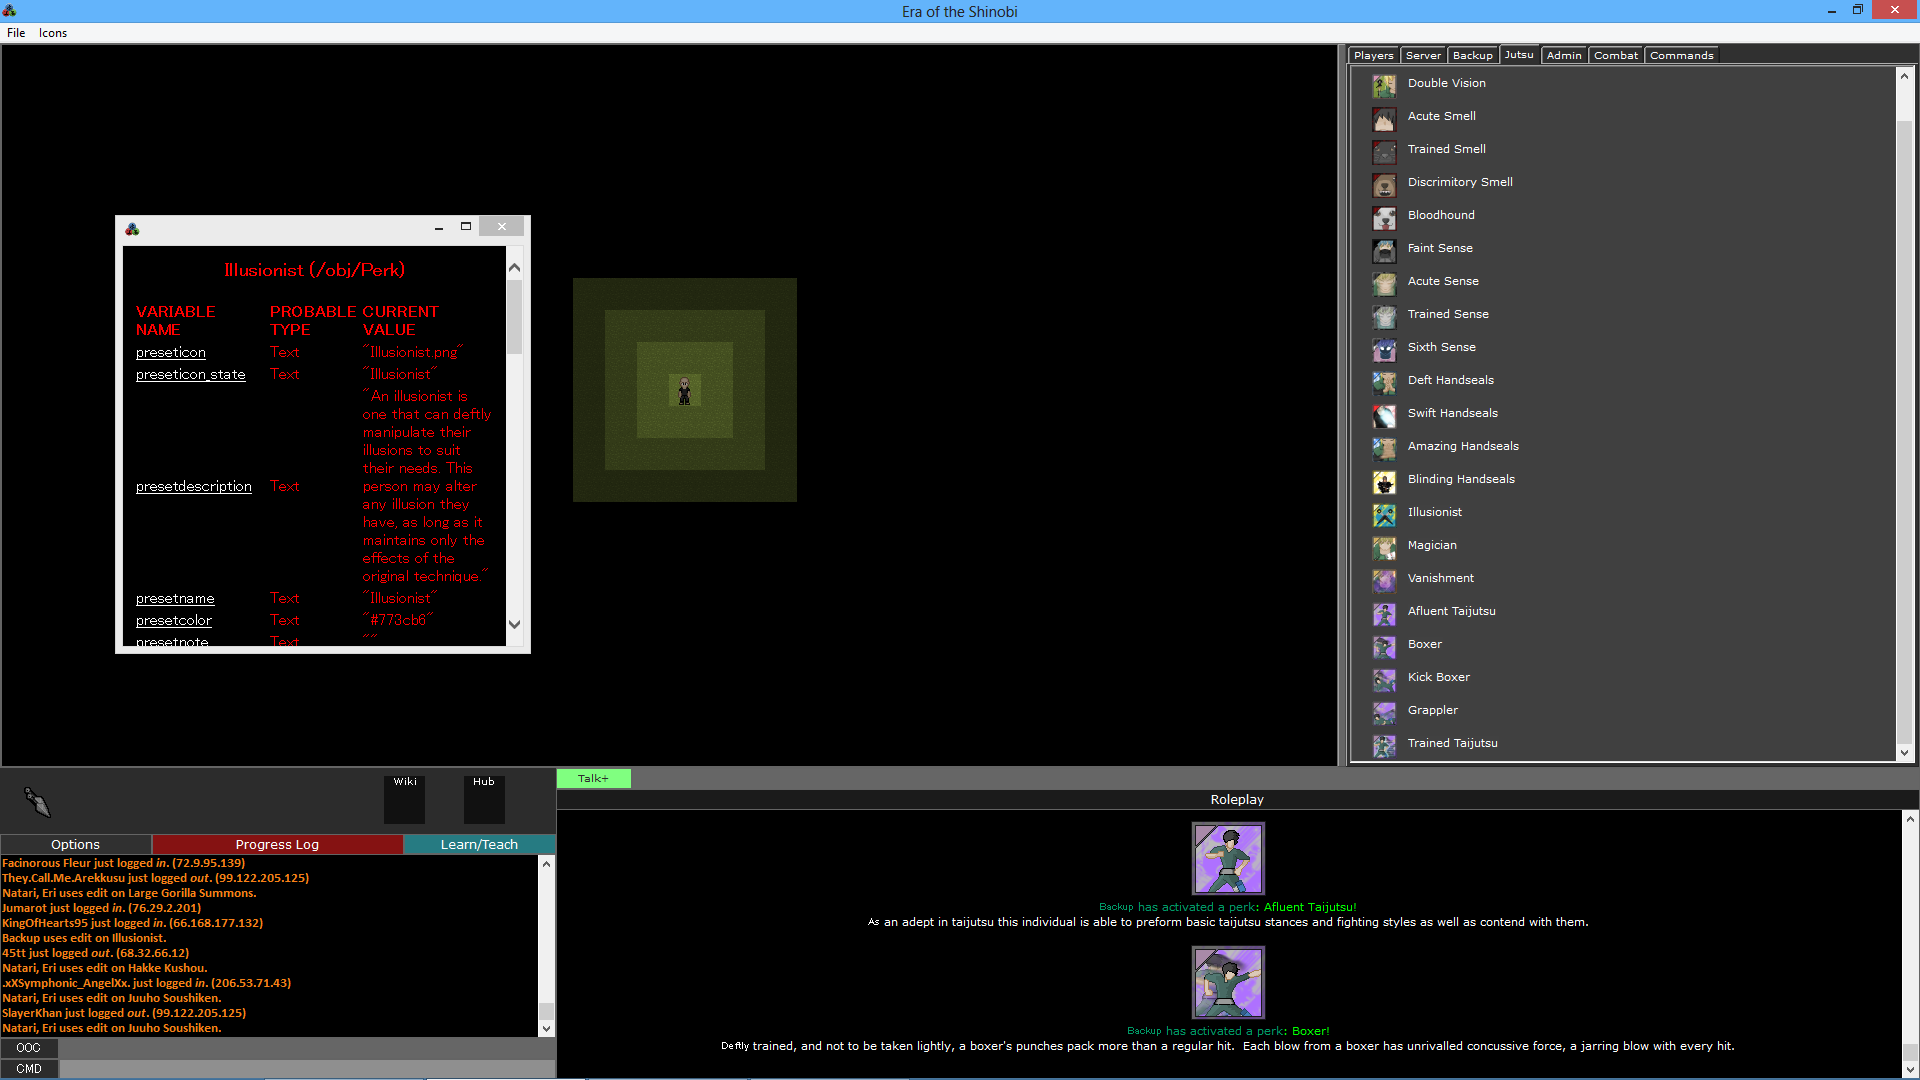 Era of the Shinobi
File Icons
Players Server Backup Jutsu Admin Combat Commands
Double Vision
Acute Smell
Trained Smell
Discrimitory Smell
Bloodhound
Faint Sense
Acute Sense
Trained Sense
Sixth Sense
Deft Handseals
Swift Handseals
Amazing Handseals
Blinding Handseals
Illusionist
Magician
Vanishment
Afluent Taijutsu
Boxer
Kick Boxer
Grappler
Trained Taijutsu
Illusionist (/obj/Perk)
VARIABLE PROBABLE CURRENT
NAME TYPE VALUE
preseticon Text "Illusionist.png"
preseticon_state Text "Illusionist"
"An illusionist is
one that can deftly
manipulate their
illusions to suit
their needs. This
presetdescription Text person may alter
any illusion they
have, as long as it
maintains only the
effects of the
original technique."
presetname Text "Illusionist"
presetcolor Text "#773cb6"
presetnote Text ""
Wiki Hub
Options Progress Log Learn/Teach
Facinorous Fleur just logged in. (72.9.95.139)
They.Call.Me.Arekkusu just logged out. (99.122.205.125)
Natari, Eri uses edit on Large Gorilla Summons.
Jumarot just logged in. (76.29.2.201)
KingOfHearts95 just logged in. (66.168.177.132)
Backup uses edit on Illusionist.
45tt just logged out. (68.32.66.12)
Natari, Eri uses edit on Hakke Kushou.
.xXSymphonic_AngelXx. just logged in. (206.53.71.43)
Natari, Eri uses edit on Juuho Soushiken.
SlayerKhan just logged out. (99.122.205.125)
Natari, Eri uses edit on Juuho Soushiken.
OOC
CMD
Talk+
Roleplay
Backup has activated a perk: Afluent Taijutsu!
As an adept in taijutsu this individual is able to preform basic taijutsu stances and fighting styles as well as contend with them.
Backup has activated a perk: Boxer!
Deftly trained, and not to be taken lightly, a boxer's punches pack more than a regular hit. Each blow from a boxer has unrivalled concussive force, a jarring blow with every hit.